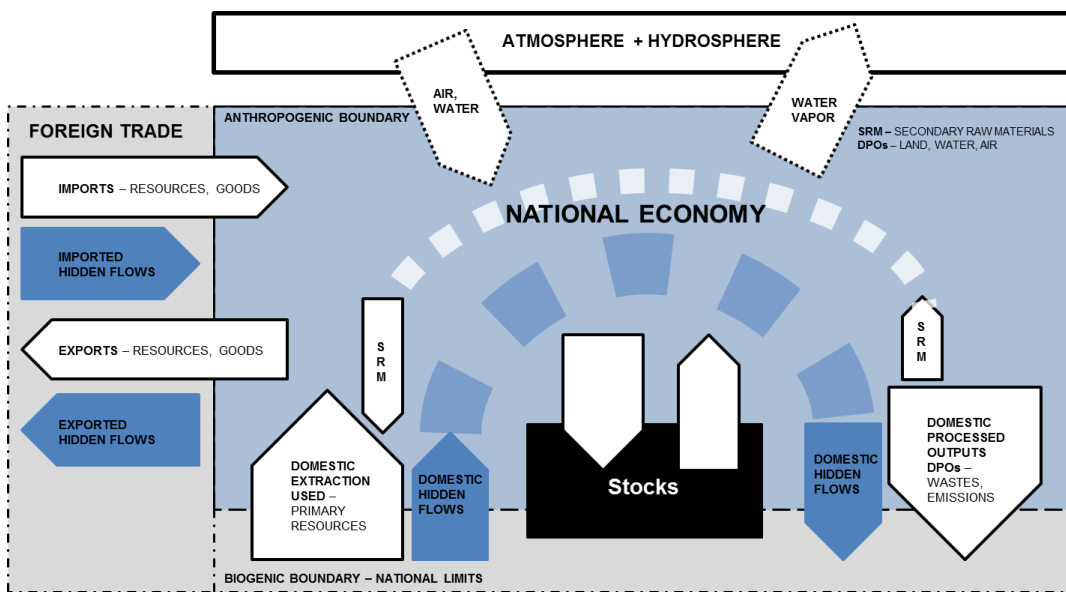 ATMOSPHERE + HYDROSPHERE
AIR,
WATER
WATER
VAPOR
ANTHROPOGENIC BOUNDARY
SRM – SECONDARY RAW MATERIALS
DPOs – LAND, WATER, AIR
FOREIGN TRADE
IMPORTS – RESOURCES, GOODS
NATIONAL ECONOMY
IMPORTED
HIDDEN FLOWS
EXPORTS – RESOURCES, GOODS
EXPORTED
HIDDEN FLOWS
S
R
M
S
R
M
DOMESTIC
EXTRACTION
USED –
PRIMARY
RESOURCES
DOMESTIC
HIDDEN
FLOWS
Stocks
DOMESTIC
HIDDEN
FLOWS
DOMESTIC
PROCESSED
OUTPUTS
DPOs –
WASTES,
EMISSIONS
BIOGENIC BOUNDARY – NATIONAL LIMITS